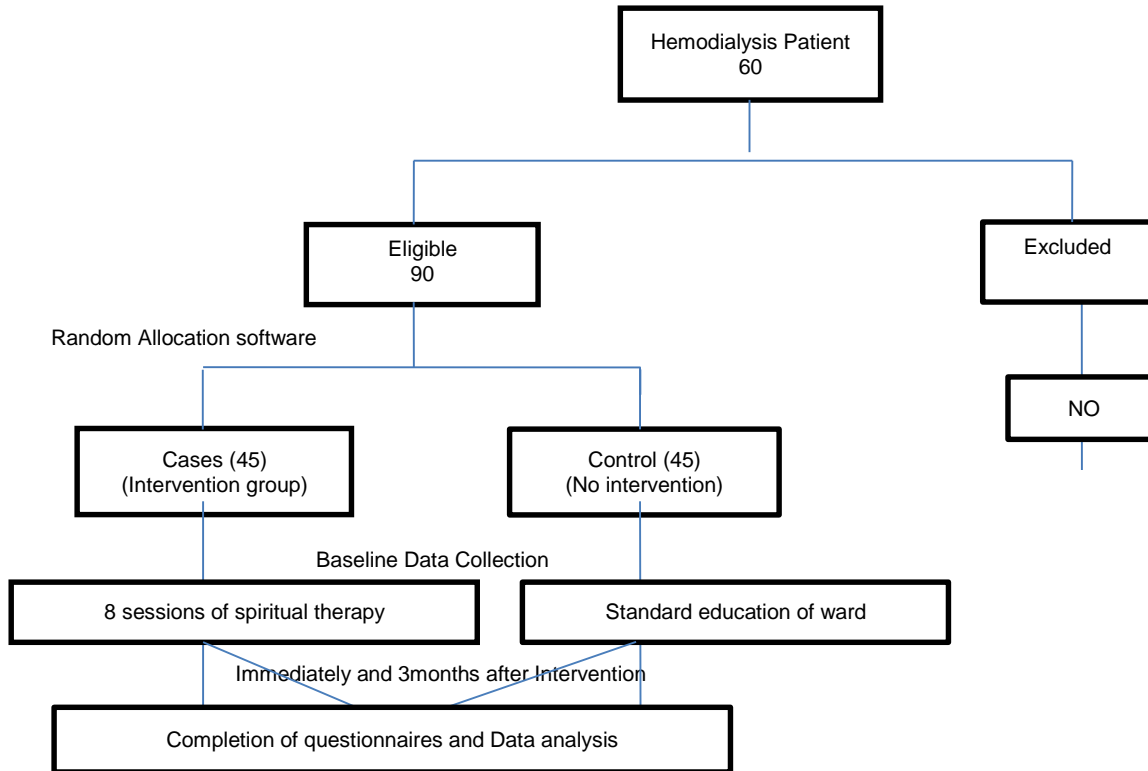 Hemodialysis Patient
60
Eligible
90
Excluded
Random Allocation software
NO
Cases (45)
(Intervention group)
Control (45)
(No intervention)
Baseline Data Collection
8 sessions of spiritual therapy
Standard education of ward
Immediately and 3months after Intervention
Completion of questionnaires and Data analysis